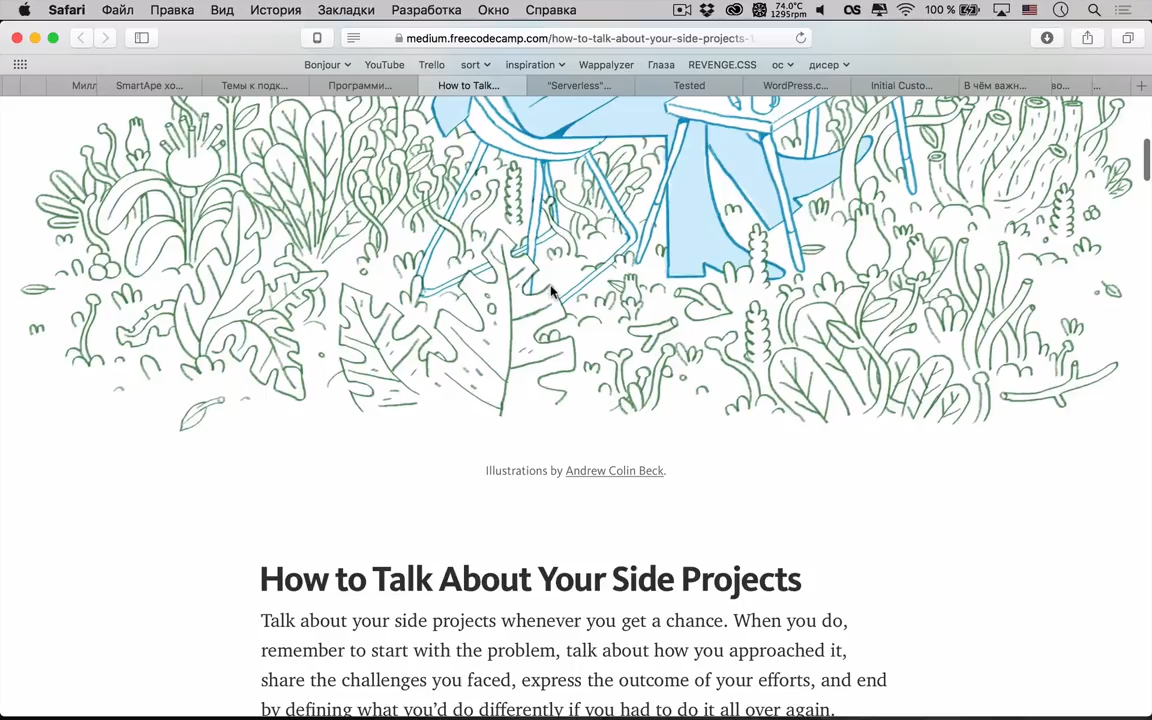 Safari Файл Правка Вид История Закладки Разработка Окно Справка 74.0°C 1295rpm 100 %
medium.freecodecamp.com/how-to-talk-about-your-side-projects-
Bonjour YouTube Trello sort inspiration Wappalyzer Глаза REVENGE.CSS ос дисер
Милл SmartApe хо... Темы к подк... Программи... How to Talk... "Serverless"... Tested WordPress.c... Initial Custo... В чём важн... во... ...
Illustrations by Andrew Colin Beck.
How to Talk About Your Side Projects
Talk about your side projects whenever you get a chance. When you do,
remember to start with the problem, talk about how you approached it,
share the challenges you faced, express the outcome of your efforts, and end
by defining what you'd do differently if you had to do it all over again.